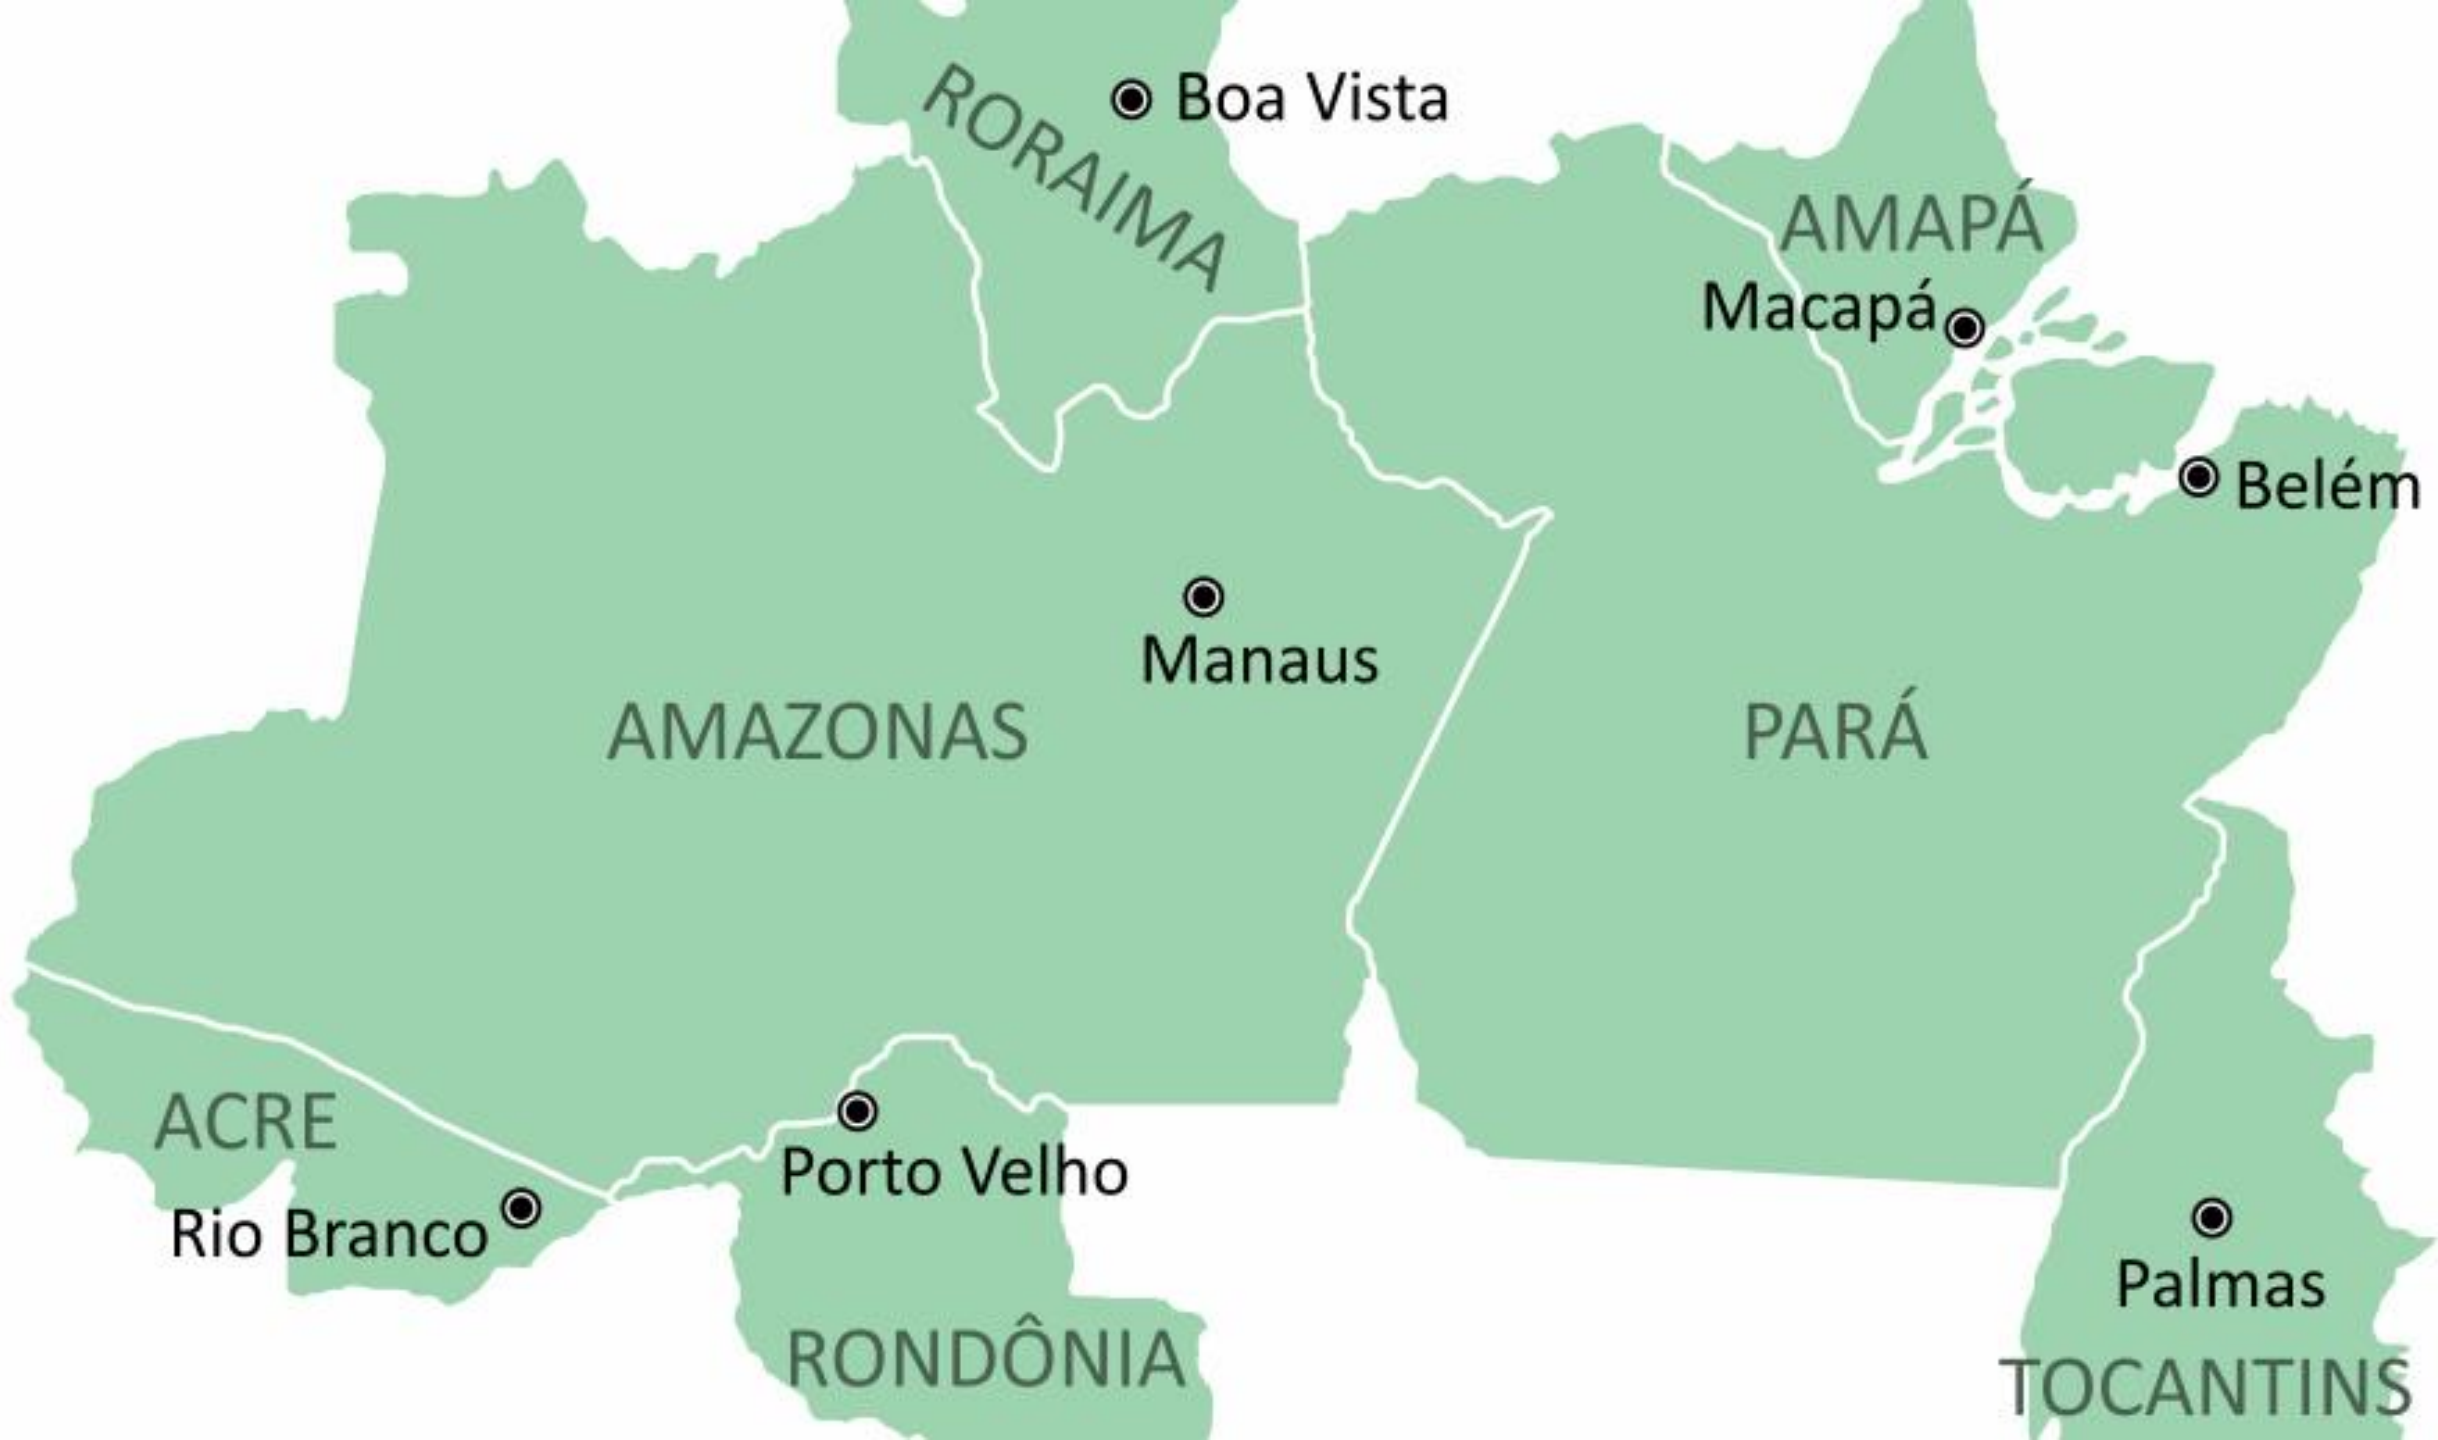 Boa Vista
RORAIMA
AMAPÁ
Macapá
Belém
Manaus
AMAZONAS
PARÁ
ACRE
Porto Velho
Rio Branco
Palmas
RONDÔNIA
TOCANTINS